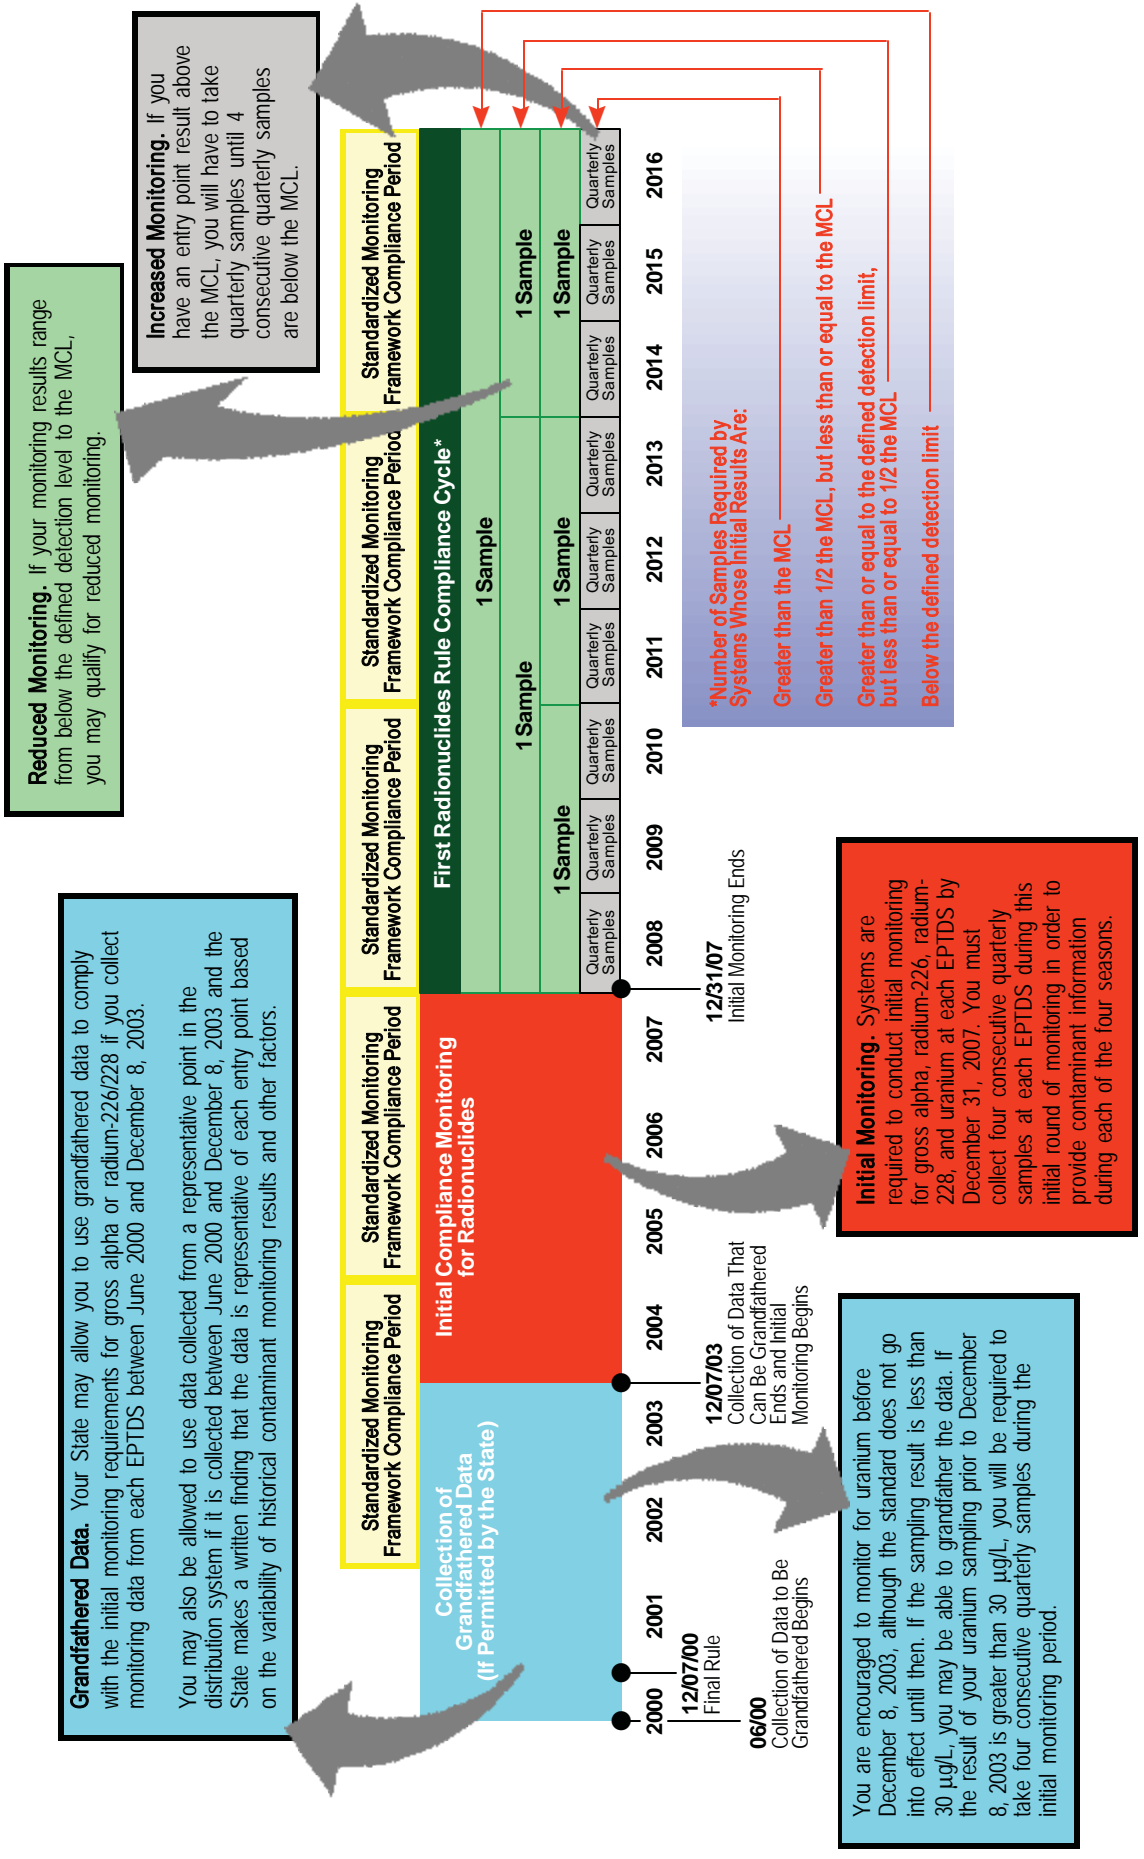 Grandfathered Data. Your State may allow you to use grandfathered data to comply
with the initial monitoring requirements for gross alpha or radium-226/228 if you collect
monitoring data from each EPTDS between June 2000 and December 8, 2003.
You may also be allowed to use data collected from a representative point in the
distribution system if it is collected between June 2000 and December 8, 2003 and the
State makes a written finding that the data is representative of each entry point based
on the variability of historical contaminant monitoring results and other factors.
Reduced Monitoring. If your monitoring results range
from below the defined detection level to the MCL,
you may qualify for reduced monitoring.
Increased Monitoring. If you
have an entry point result above
the MCL, you will have to take
quarterly samples until 4
consecutive quarterly samples
are below the MCL.
Standardized Monitoring
Framework Compliance Period
Standardized Monitoring
Framework Compliance Period
Standardized Monitoring
Framework Compliance Period
Standardized Monitoring
Framework Compliance Period
Standardized Monitoring
Framework Compliance Period
Collection of
Grandfathered Data
(If Permitted by the State)
Initial Compliance Monitoring
for Radionuclides
First Radionuclides Rule Compliance Cycle*
1 Sample
1 Sample
1 Sample
1 Sample
1 Sample
1 Sample
Quarterly
Samples
Quarterly
Samples
Quarterly
Samples
Quarterly
Samples
Quarterly
Samples
Quarterly
Samples
Quarterly
Samples
Quarterly
Samples
Quarterly
Samples
2000
2001
2002
2003
2004
2005
2006
2007
2008
2009
2010
2011
2012
2013
2014
2015
2016
06/00
Collection of Data to Be
Grandfathered Begins
12/07/00
Final Rule
12/07/03
Collection of Data That
Can Be Grandfathered
Ends and Initial
Monitoring Begins
12/31/07
Initial Monitoring Ends
*Number of Samples Required by
Systems Whose Initial Results Are:
Greater than the MCL
Greater than 1/2 the MCL, but less than or equal to the MCL
Greater than or equal to the defined detection limit,
but less than or equal to 1/2 the MCL
Below the defined detection limit
You are encouraged to monitor for uranium before
December 8, 2003, although the standard does not go
into effect until then. If the sampling result is less than
30 µg/L, you may be able to grandfather the data. If
the result of your uranium sampling prior to December
8, 2003 is greater than 30 µg/L, you will be required to
take four consecutive quarterly samples during the
initial monitoring period.
Initial Monitoring. Systems are
required to conduct initial monitoring
for gross alpha, radium-226, radium-
228, and uranium at each EPTDS by
December 31, 2007. You must
collect four consecutive quarterly
samples at each EPTDS during this
initial round of monitoring in order to
provide contaminant information
during each of the four seasons.